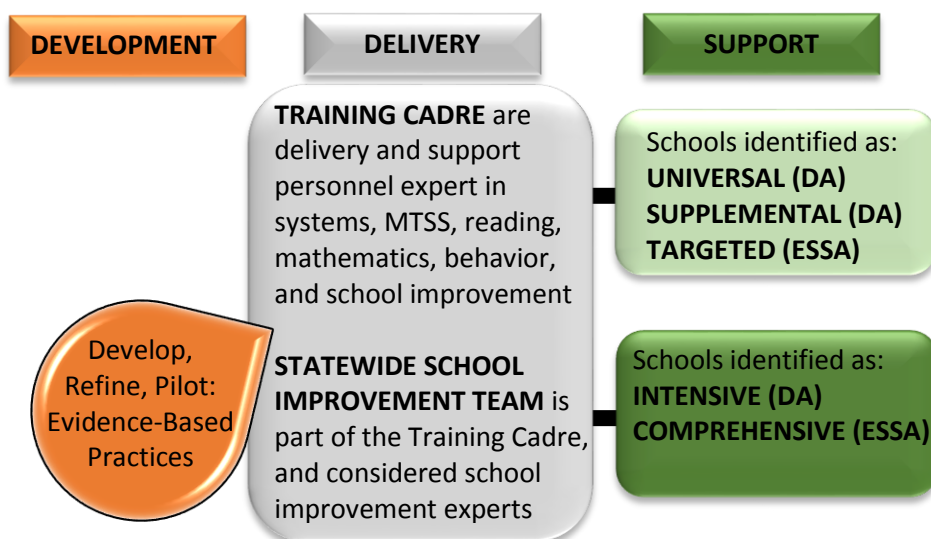 DEVELOPMENT
DELIVERY
SUPPORT
TRAINING CADRE are
delivery and support
personnel expert in
systems, MTSS, reading,
mathematics, behavior,
and school improvement
STATEWIDE SCHOOL
IMPROVEMENT TEAM is
part of the Training Cadre,
and considered school
improvement experts
Develop,
Refine, Pilot:
Evidence-Based
Practices
Schools identified as:
UNIVERSAL (DA)
SUPPLEMENTAL (DA)
TARGETED (ESSA)
Schools identified as:
INTENSIVE (DA)
COMPREHENSIVE (ESSA)